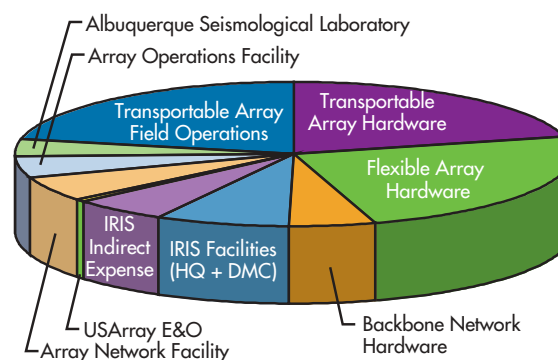 Albuquerque Seismological Laboratory
Array Operations Facility
Transportable Array
Field Operations
Transportable
Array Hardware
Flexible Array
Hardware
IRIS
Indirect
Expense
IRIS Facilities
(HQ + DMC)
USArray E&O
Array Network Facility
Backbone Network
Hardware